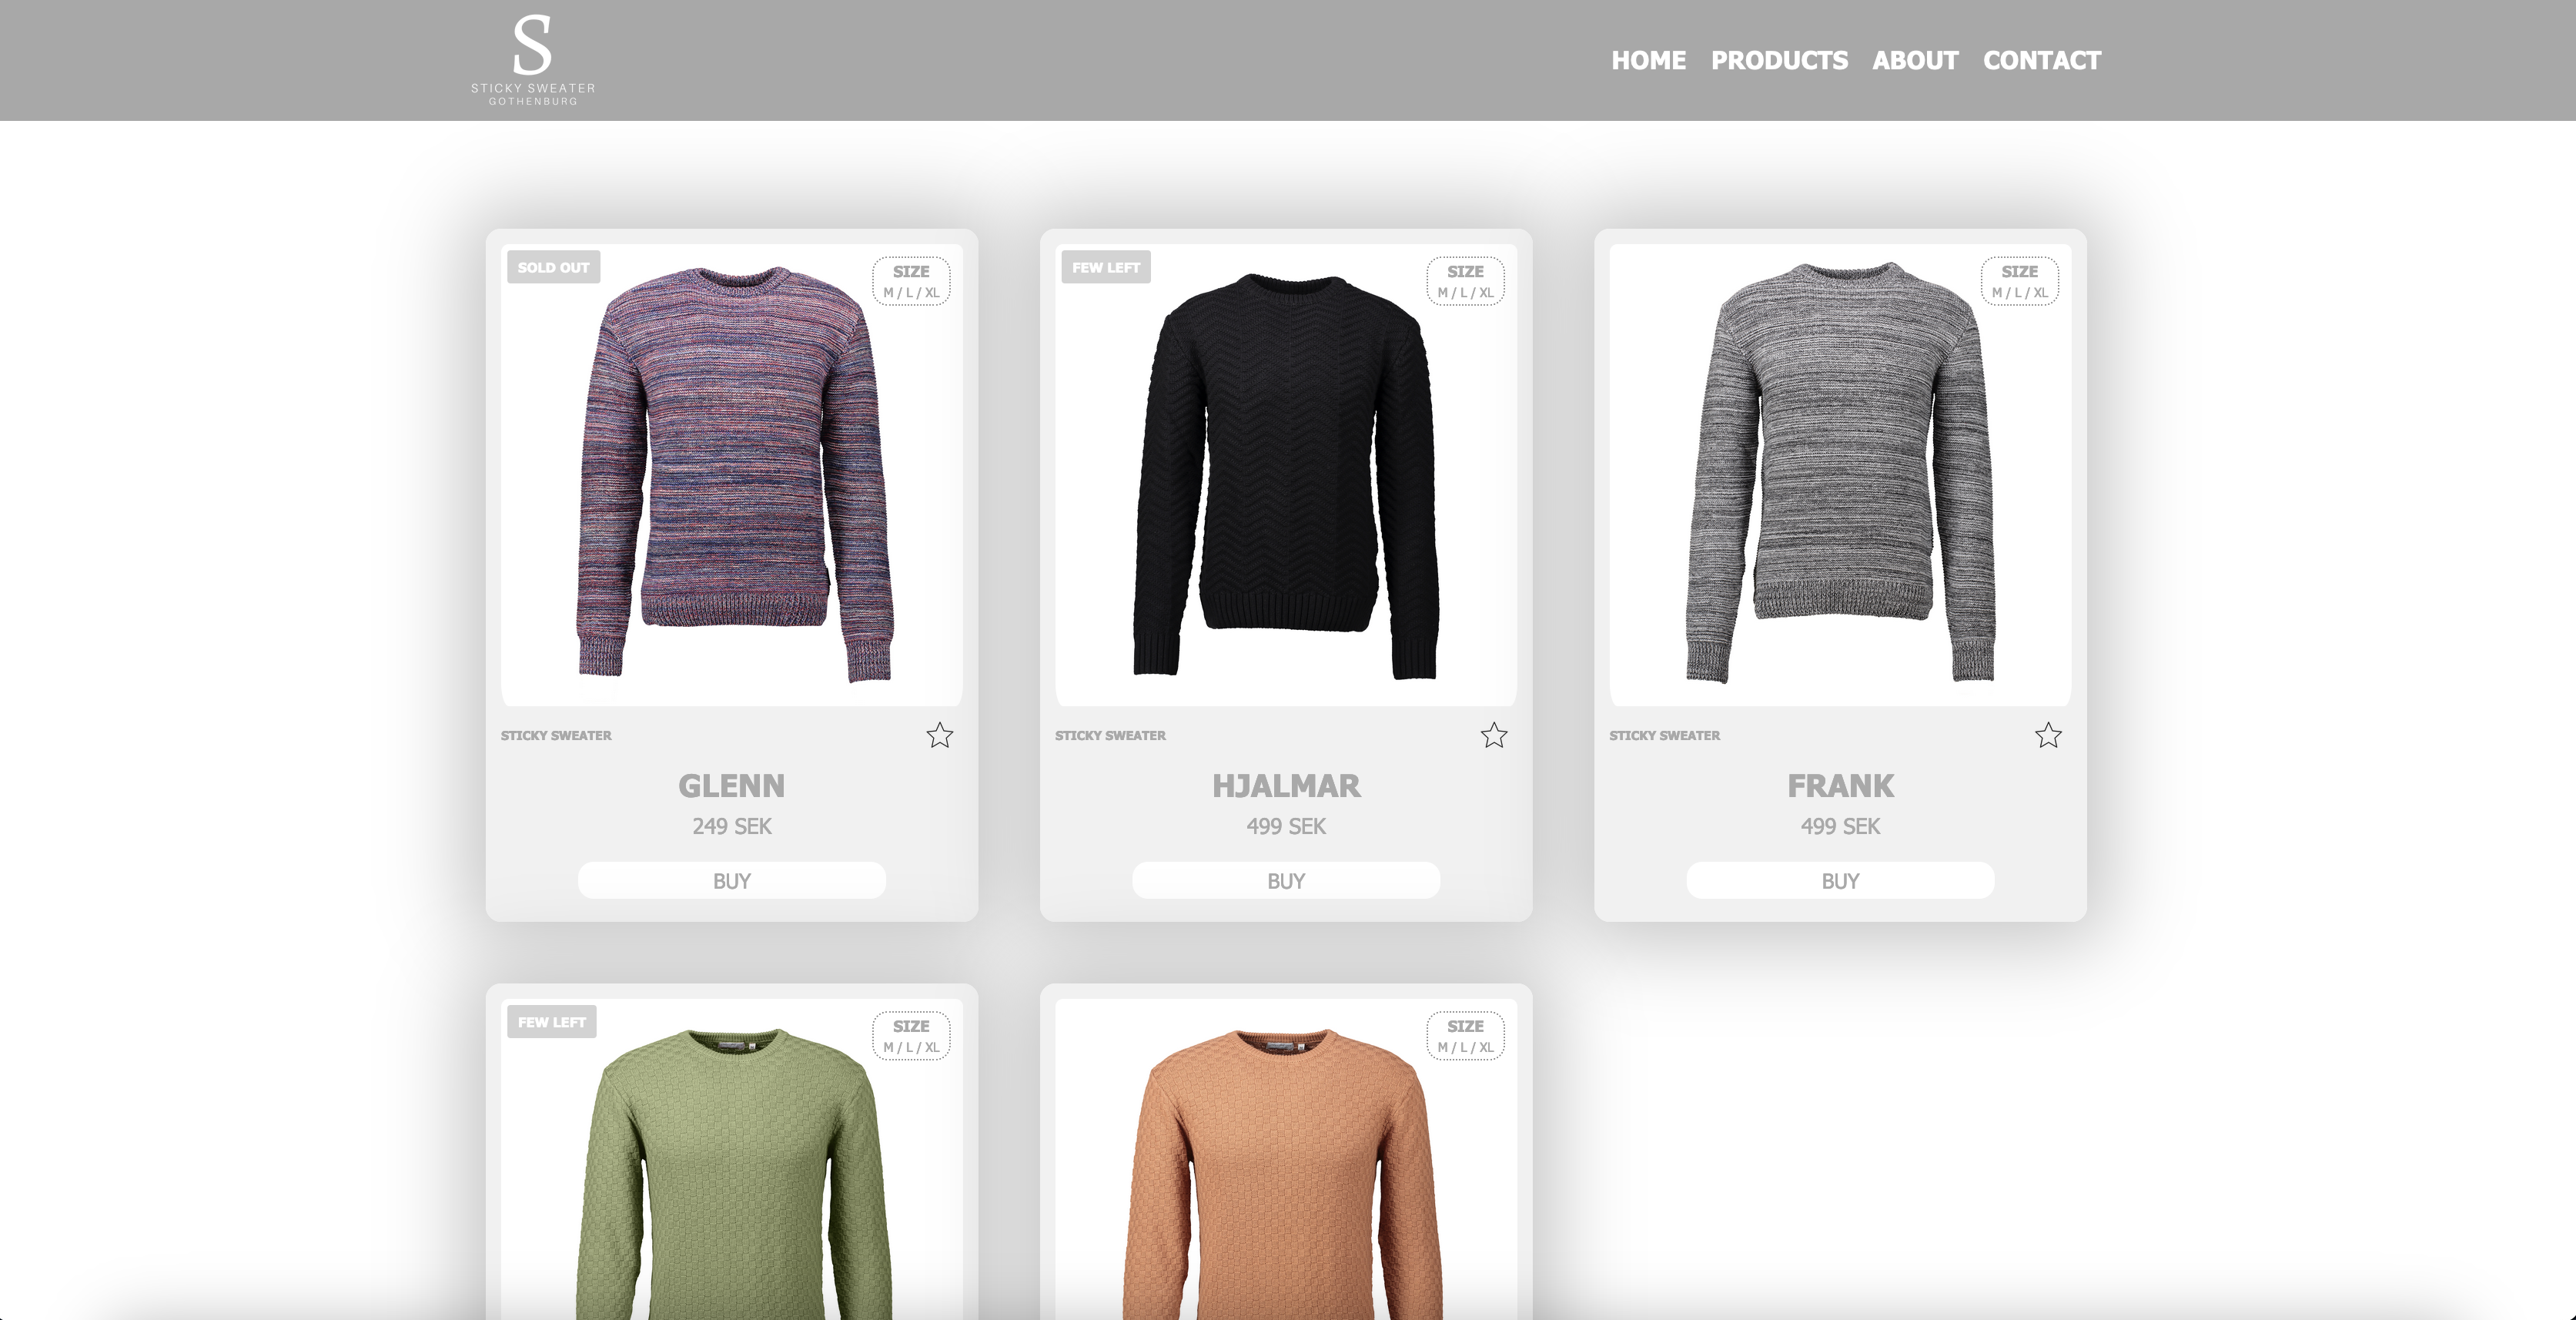 S
STICKY SWEATER
GOTHENBURG
HOME PRODUCTS ABOUT CONTACT
SOLD OUT
SIZE
M / L / XL
STICKY SWEATER
GLENN
249 SEK
BUY
FEW LEFT
SIZE
M / L / XL
STICKY SWEATER
HJALMAR
499 SEK
BUY
SIZE
M / L / XL
STICKY SWEATER
FRANK
499 SEK
BUY
FEW LEFT
SIZE
M / L / XL
SIZE
M / L / XL